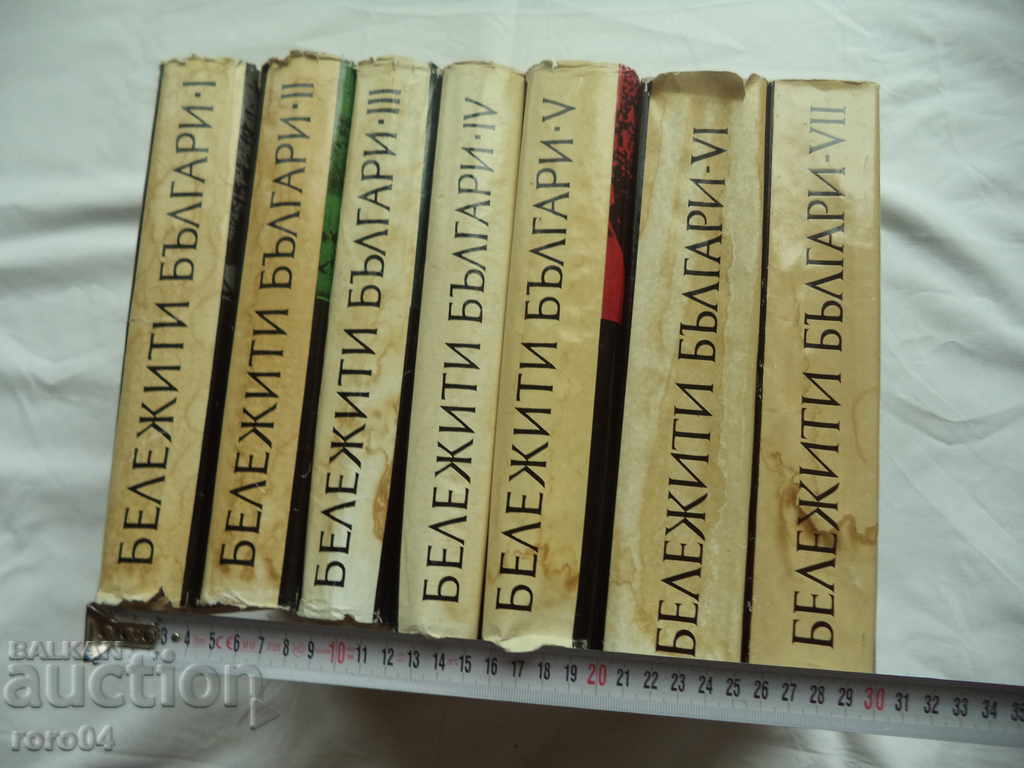 БЕЛЕЖИТИ БЪЛГАРИ·I
БЕЛЕЖИТИ БЪЛГАРИ·II
БЕЛЕЖИТИ БЪЛГАРИ·III
БЕЛЕЖИТИ БЪЛГАРИ·IV
БЕЛЕЖИТИ БЪЛГАРИ·V
БЕЛЕЖИТИ БЪЛГАРИ·VI
БЕЛЕЖИТИ БЪЛГАРИ·VII
3 4 5 6 7 8 9 10 11 12 13 14 15 16 17 18 19 20 21 22 23 24 25 26 27 28 29 30 31 32 33 34 35
BALKAN
auction
roro04